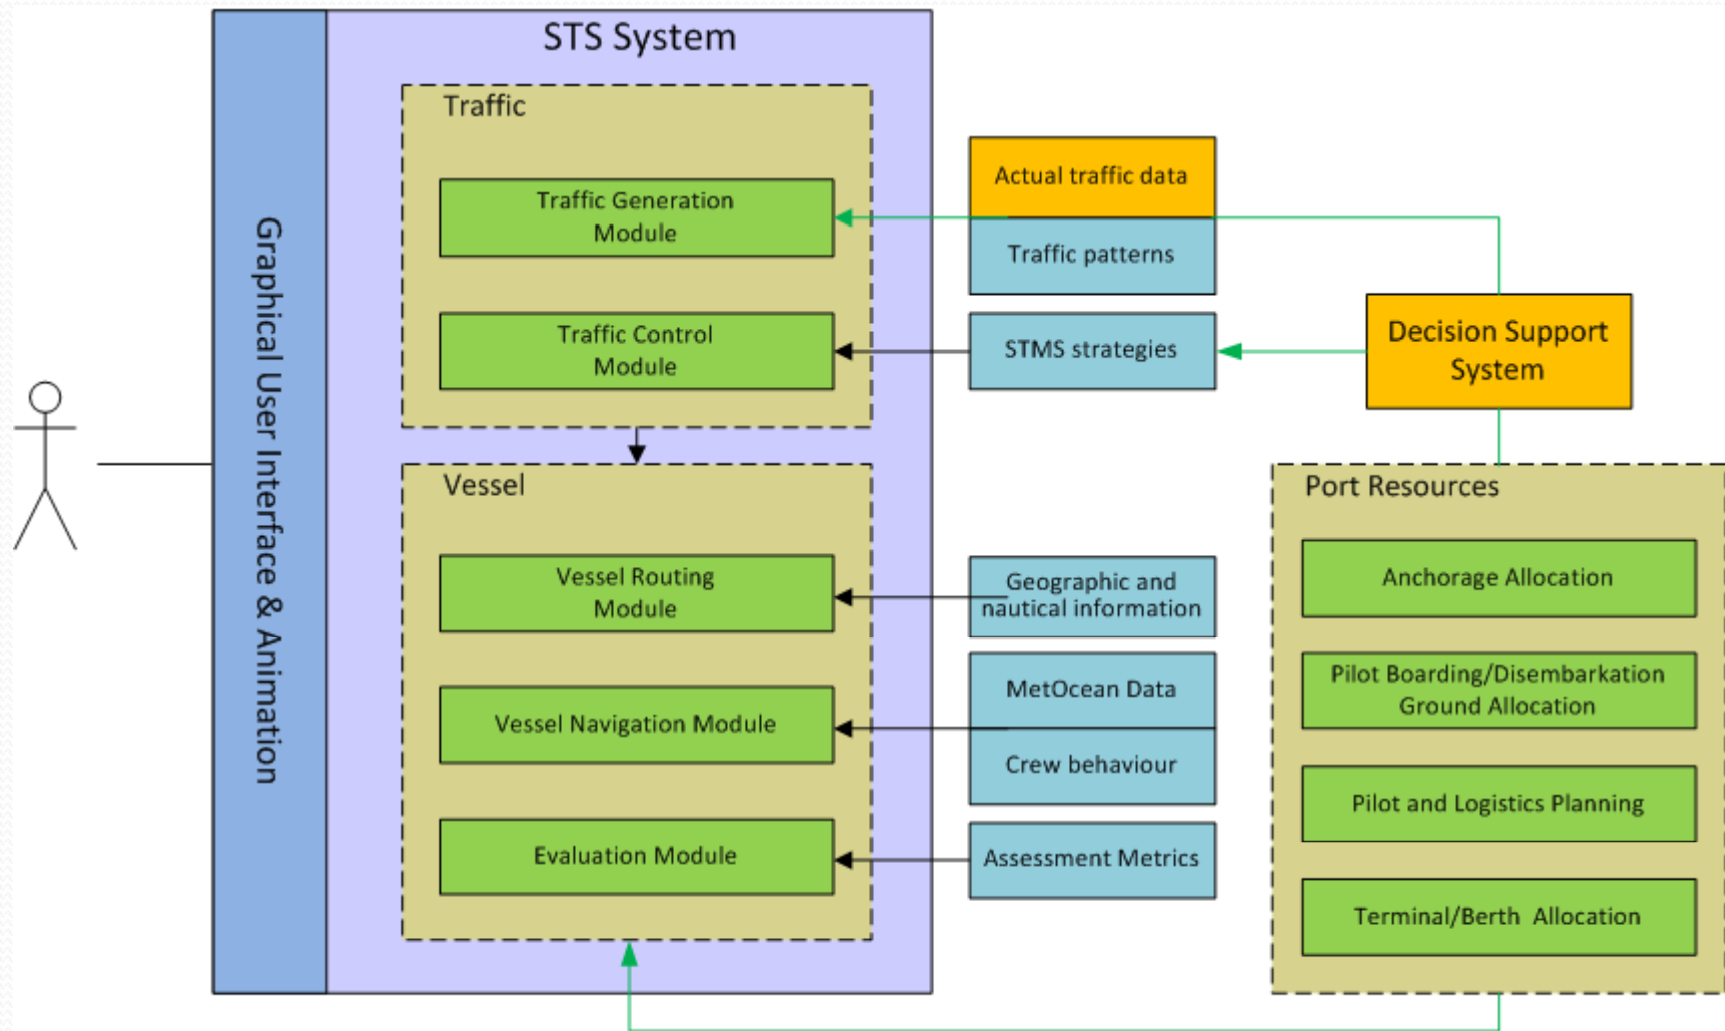 STS System
Graphical User Interface & Animation
Traffic
Traffic Generation
Module
Traffic Control
Module
Vessel
Vessel Routing
Module
Vessel Navigation Module
Evaluation Module
Actual traffic data
Traffic patterns
STMS strategies
Geographic and
nautical information
MetOcean Data
Crew behaviour
Assessment Metrics
Decision Support
System
Port Resources
Anchorage Allocation
Pilot Boarding/Disembarkation
Ground Allocation
Pilot and Logistics Planning
Terminal/Berth Allocation